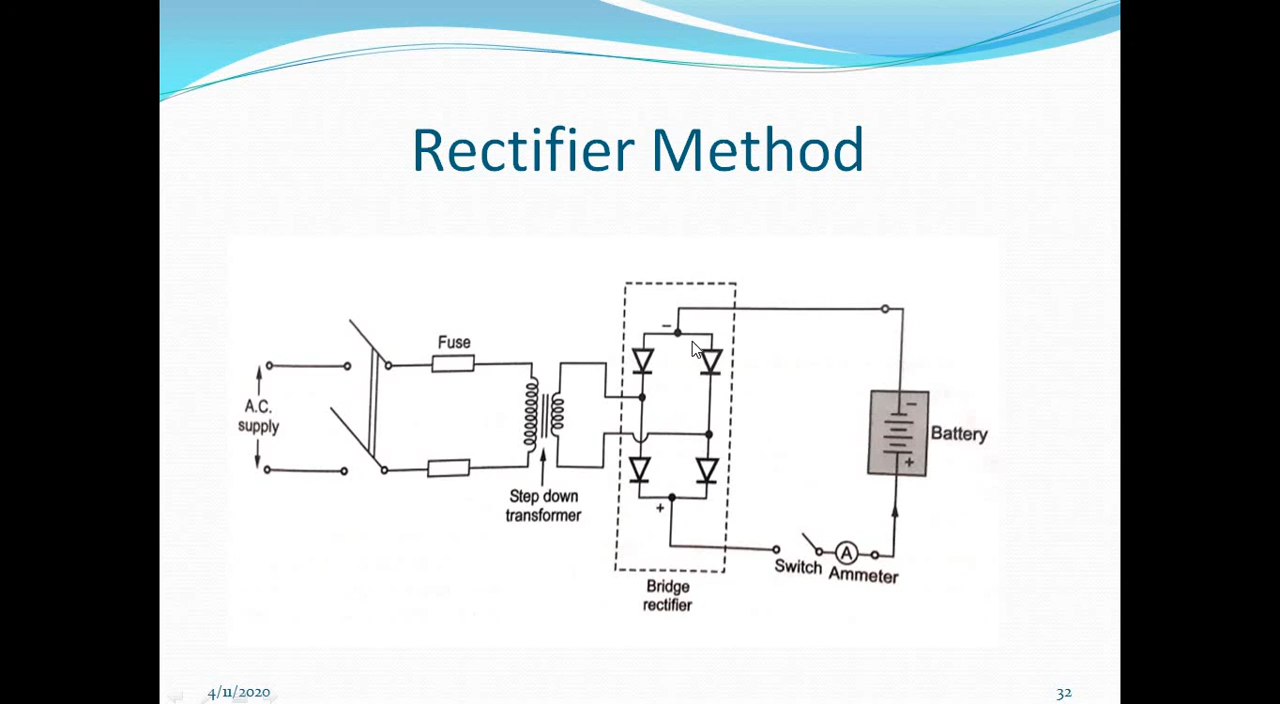 Rectifier Method
Fuse
A.C.
supply
Step down
transformer
−
+
Bridge
rectifier
−
Battery
+
Switch
A
Ammeter
4/11/2020
32